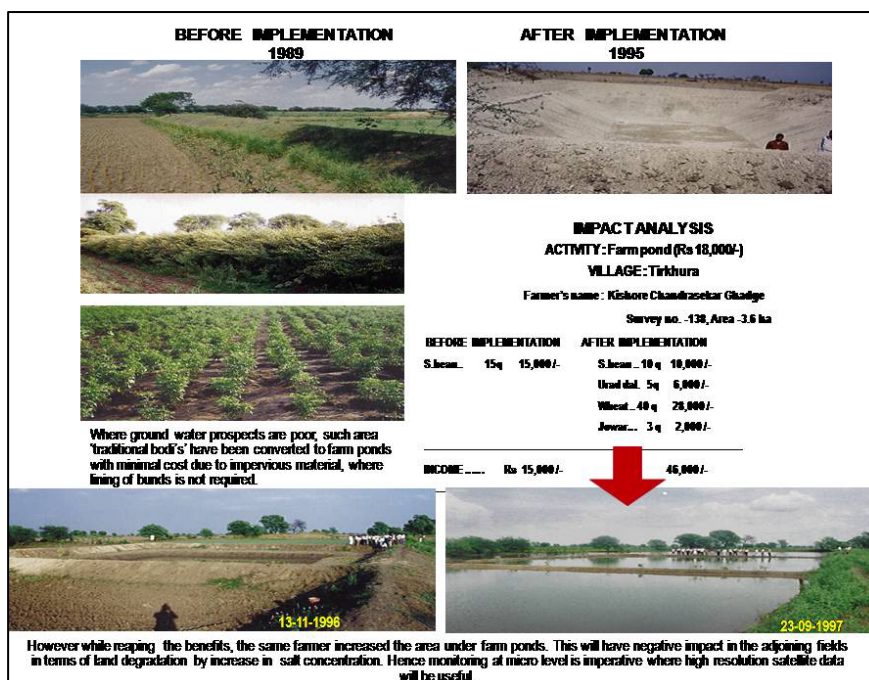 BEFORE IMPLEMENTATION
1989
AFTER IMPLEMENTATION
1995
IMPACT ANALYSIS
ACTIVITY : Farm pond (Rs 18,000/-)
VILLAGE : Tirkhura
Farmer's name : Kishore Chandrasekar Ghadge
Survey no. -138, Area -3.6 ha
BEFORE IMPLEMENTATION AFTER IMPLEMENTATION
S.bean.. 15q 15,000/- S.bean .. 10 q 10,000/-
Urad dal. 5q 6,000/-
Wheat.. 40 q 28,000/-
Jowar.... 3 q 2,000/-
INCOME ...... Rs 15,000/- 46,000/-
Where ground water prospects are poor, such area
'traditional bodi's' have been converted to farm ponds
with minimal cost due to impervious material, where
lining of bunds is not required.
13-11-1996
23-09-1997
However while reaping the benefits, the same farmer increased the area under farm ponds. This will have negative impact in the adjoining fields
in terms of land degradation by increase in salt concentration. Hence monitoring at micro level is imperative where high resolution satellite data
will be useful